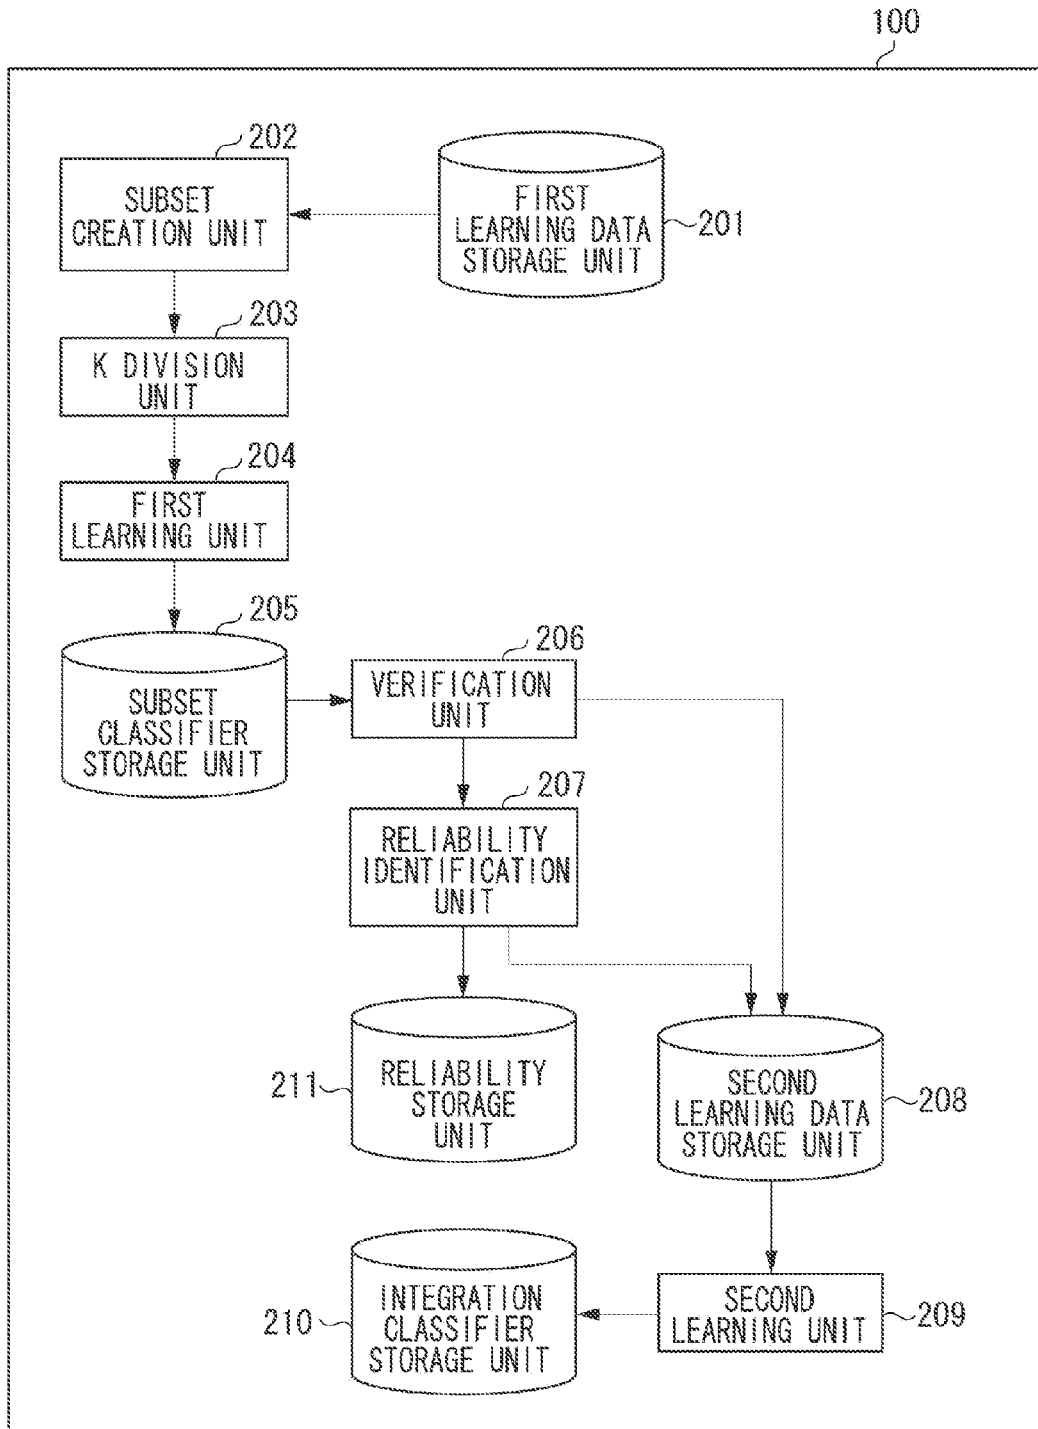 100
202
SUBSET
CREATION UNIT
FIRST
LEARNING DATA
STORAGE UNIT
201
203
K DIVISION
UNIT
204
FIRST
LEARNING UNIT
205
SUBSET
CLASSIFIER
STORAGE UNIT
206
VERIFICATION
UNIT
207
RELIABILITY
IDENTIFICATION
UNIT
211
RELIABILITY
STORAGE
UNIT
SECOND
LEARNING DATA
STORAGE UNIT
208
210
INTEGRATION
CLASSIFIER
STORAGE UNIT
SECOND
LEARNING UNIT
209